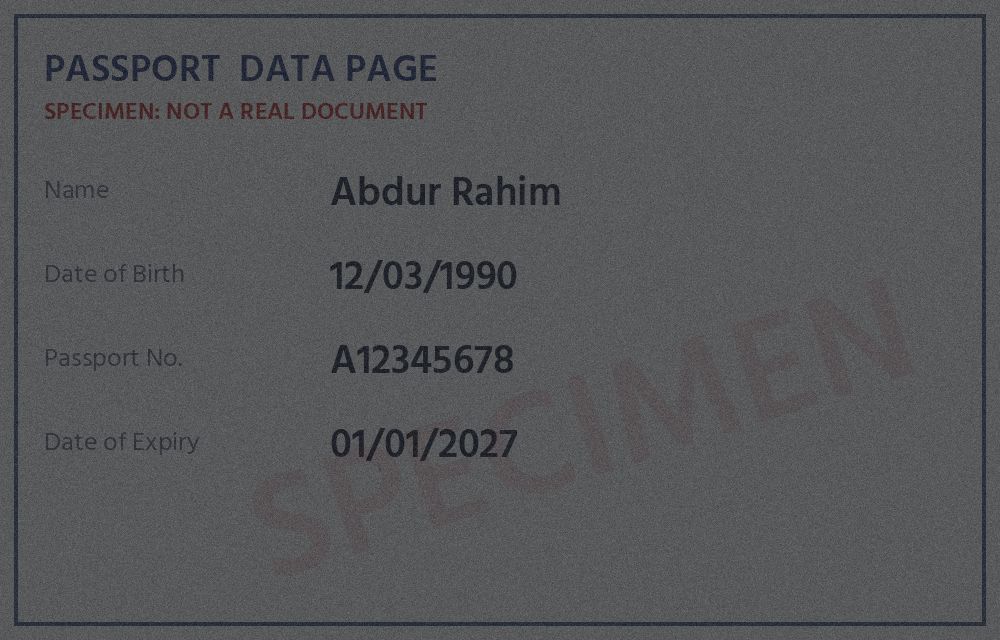 PASSPORT DATA PAGE
SPECIMEN: NOT A REAL DOCUMENT
Name Abdur Rahim
Date of Birth 12/03/1990
Passport No. A12345678
Date of Expiry 01/01/2027
SPECIMEN